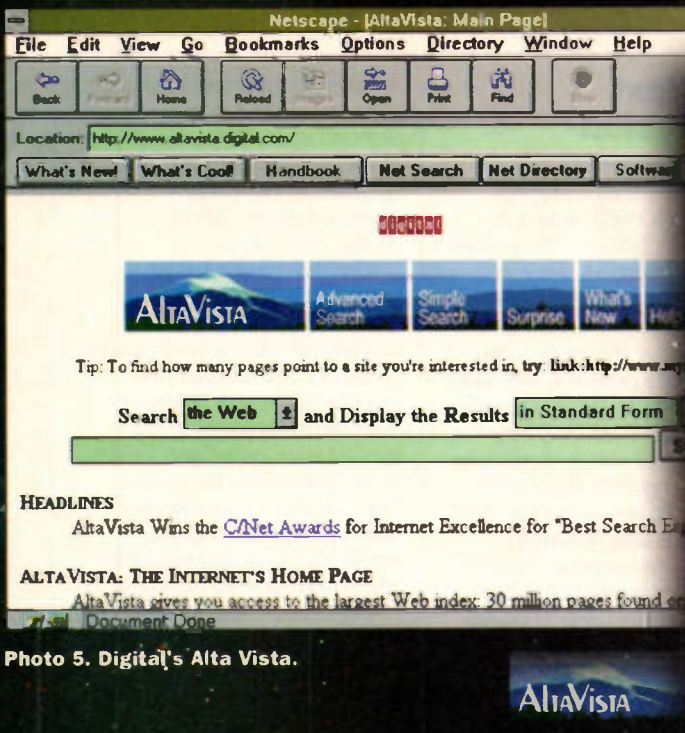 Netscape - [AltaVista: Main Page]
File Edit View Go Bookmarks Options Directory Window Help
Back Forward Home Reload Images Open Print Find
Location: http://www.altavista.digital.com/
What's New! What's Cool! Handbook Net Search Net Directory
digital
ALTAVISTA Advanced Search Simple Search Surprise What's New Help
Tip: To find how many pages point to a site you're interested in, try: link:http://www.
Search the Web and Display the Results in Standard Form
HEADLINES
AltaVista Wins the C/Net Awards for Internet Excellence for "Best Search
ALTAVISTA: THE INTERNET'S HOME PAGE
AltaVista gives you access to the largest Web index: 30 million pages found
Document Done
Photo 5. Digital's Alta Vista.
ALTAVISTA